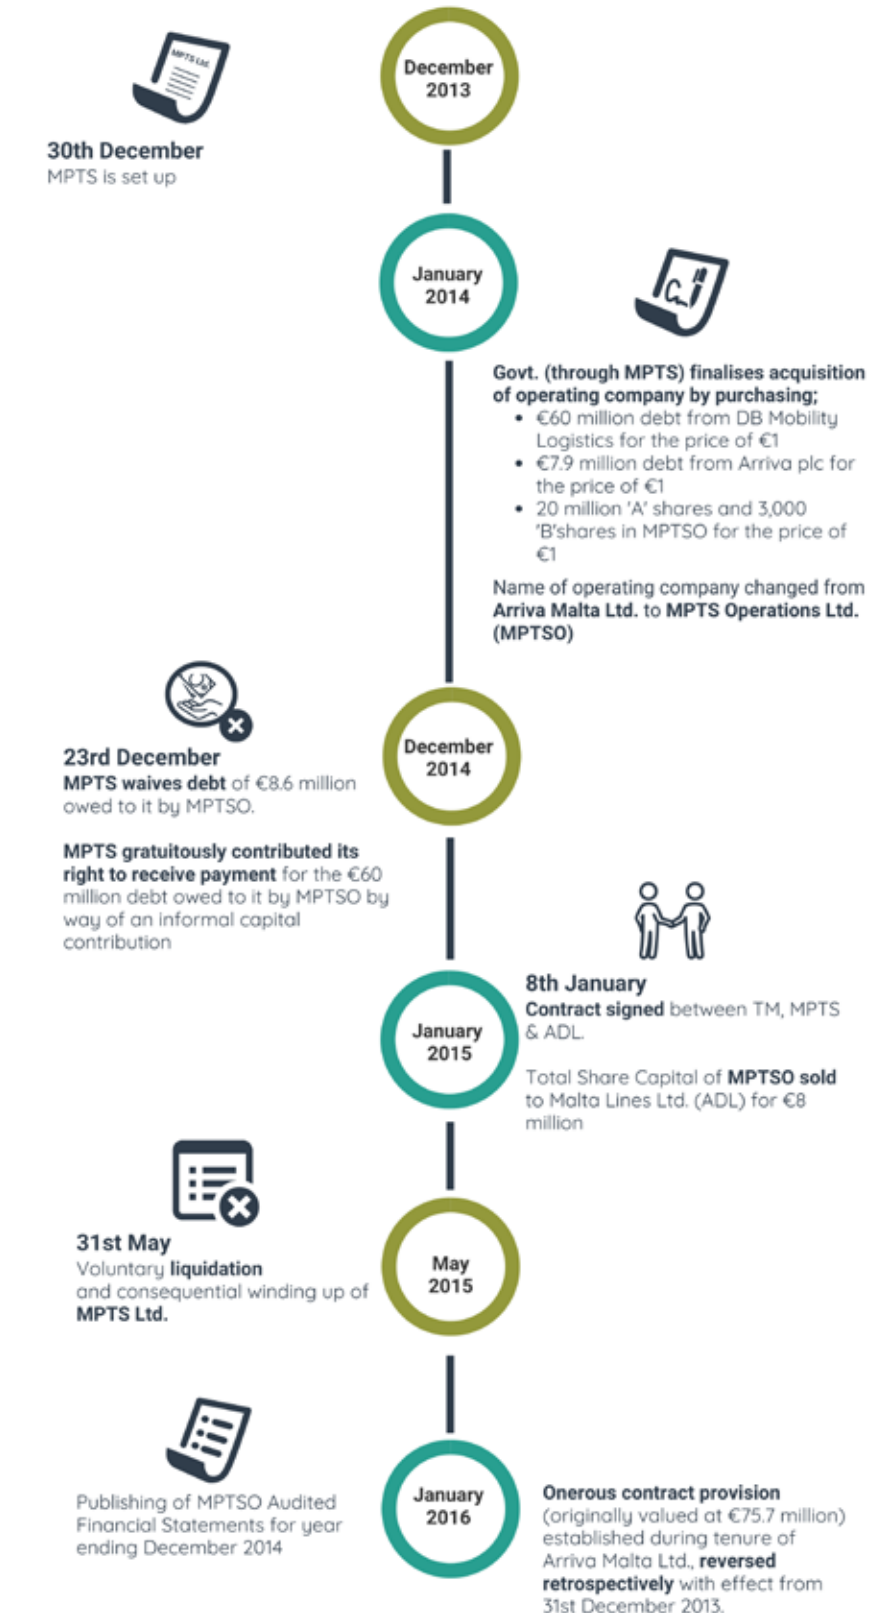 December
2013
MPTS Ltd.
30th December
MPTS is set up
January
2014
Govt. (through MPTS) finalises acquisition
of operating company by purchasing;
• €60 million debt from DB Mobility
Logistics for the price of €1
• €7.9 million debt from Arriva plc for
the price of €1
• 20 million 'A' shares and 3,000
'B'shares in MPTSO for the price of
€1
Name of operating company changed from
Arriva Malta Ltd. to MPTS Operations Ltd.
(MPTSO)
December
2014
23rd December
MPTS waives debt of €8.6 million
owed to it by MPTSO.
MPTS gratuitously contributed its
right to receive payment for the €60
million debt owed to it by MPTSO by
way of an informal capital
contribution
January
2015
8th January
Contract signed between TM, MPTS
& ADL.
Total Share Capital of MPTSO sold
to Malta Lines Ltd. (ADL) for €8
million
May
2015
31st May
Voluntary liquidation
and consequential winding up of
MPTS Ltd.
January
2016
Publishing of MPTSO Audited
Financial Statements for year
ending December 2014
Onerous contract provision
(originally valued at €75.7 million)
established during tenure of
Arriva Malta Ltd., reversed
retrospectively with effect from
31st December 2013.